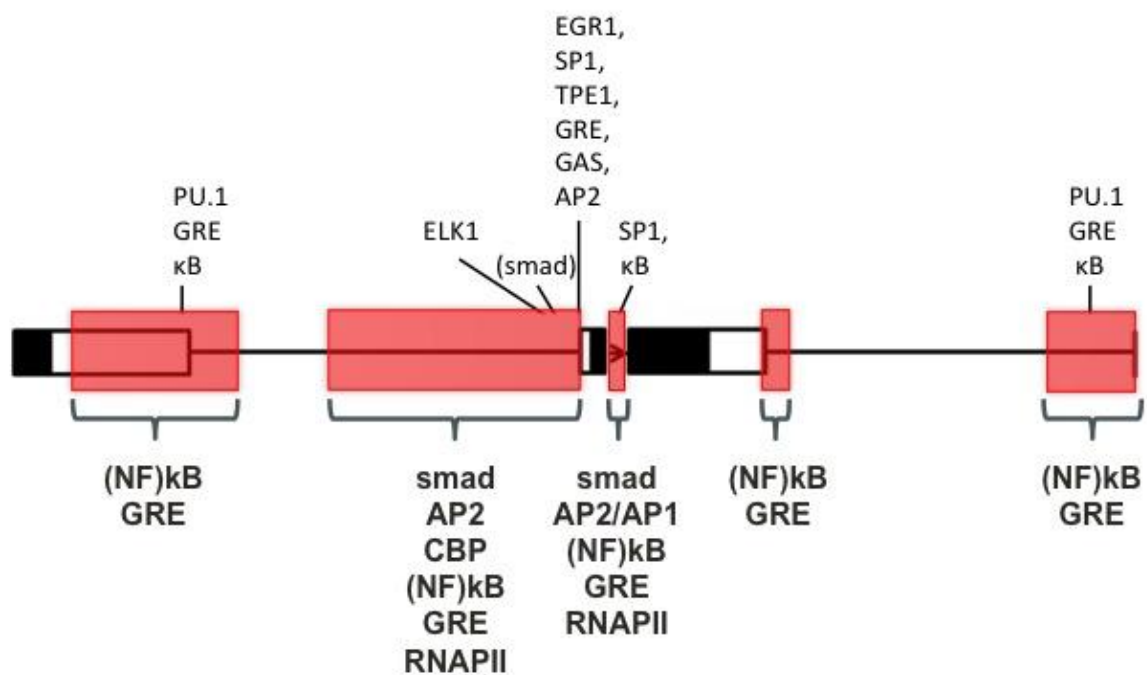 EGR1,
SP1,
TPE1,
GRE,
GAS,
AP2
PU.1
GRE
κB
ELK1
(smad)
SP1,
κB
PU.1
GRE
κB
(NF)kB
GRE
smad
AP2
CBP
(NF)kB
GRE
RNAPII
smad
AP2/AP1
(NF)kB
GRE
RNAPII
(NF)kB
GRE
(NF)kB
GRE